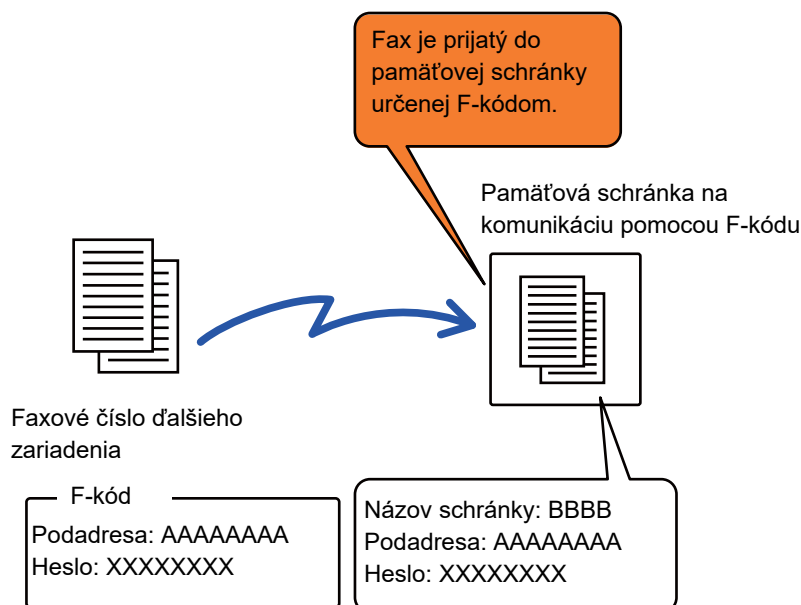 Fax je prijatý do
pamäťovej schránky
určenej F-kódom.
Pamäťová schránka na
komunikáciu pomocou F-kódu
Faxové číslo ďalšieho
zariadenia
F-kód
Podadresa: AAAAAAAA
Heslo: XXXXXXXX
Názov schránky: BBBB
Podadresa: AAAAAAAA
Heslo: XXXXXXXX